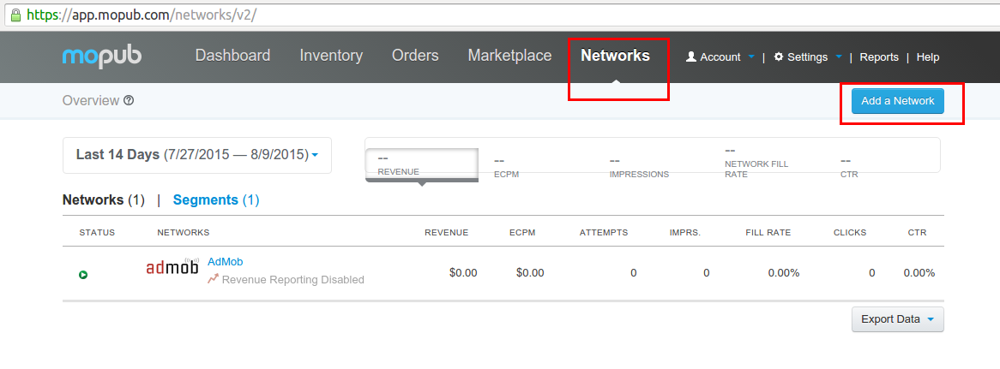 https://app.mopub.com/networks/v2/
mopub Dashboard Inventory Orders Marketplace Networks Account | Settings | Reports | Help
Overview ? Add a Network
Last 14 Days (7/27/2015 — 8/9/2015)
-- -- -- -- --
REVENUE ECPM IMPRESSIONS NETWORK FILL RATE CTR
Networks (1) | Segments (1)
STATUS NETWORKS REVENUE ECPM ATTEMPTS IMPRS. FILL RATE CLICKS CTR
admob AdMob
Revenue Reporting Disabled $0.00 $0.00 0 0 0.00% 0 0.00%
Export Data